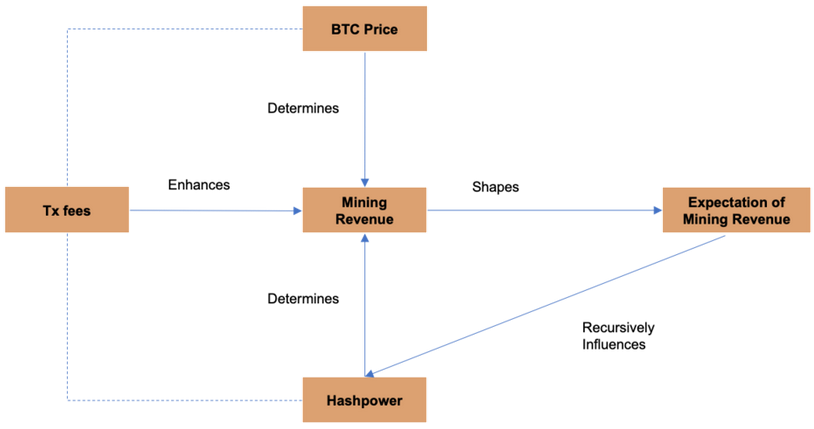 BTC Price
Determines
Enhances
Shapes
Tx fees
Mining
Revenue
Expectation of
Mining Revenue
Determines
Recursively
Influences
Hashpower